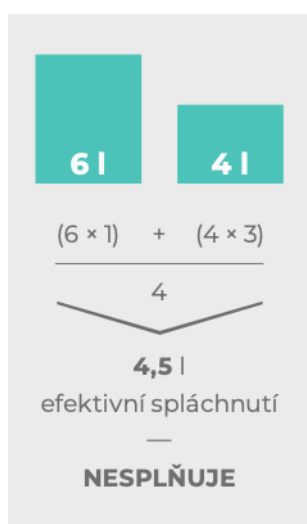 6 l 4 l
(6 × 1) + (4 × 3)
4
4,5 l
efektivní spláchnutí
—
NESPLŇUJE